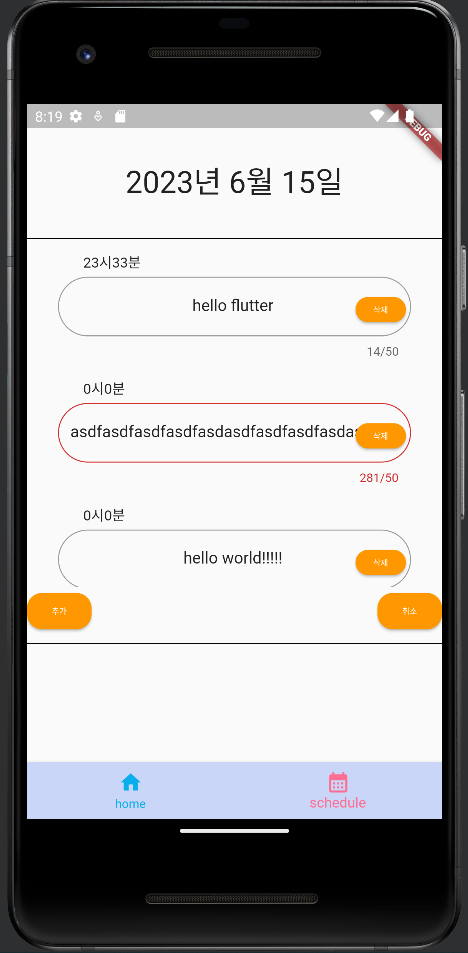 8:19
DEBUG
2023년 6월 15일
23시33분
hello flutter
삭제
14/50
0시0분
asdfasdfasdfasdfasdasdfasdfasdfasdas
삭제
281/50
0시0분
hello world!!!!!
삭제
추가
취소
home
schedule